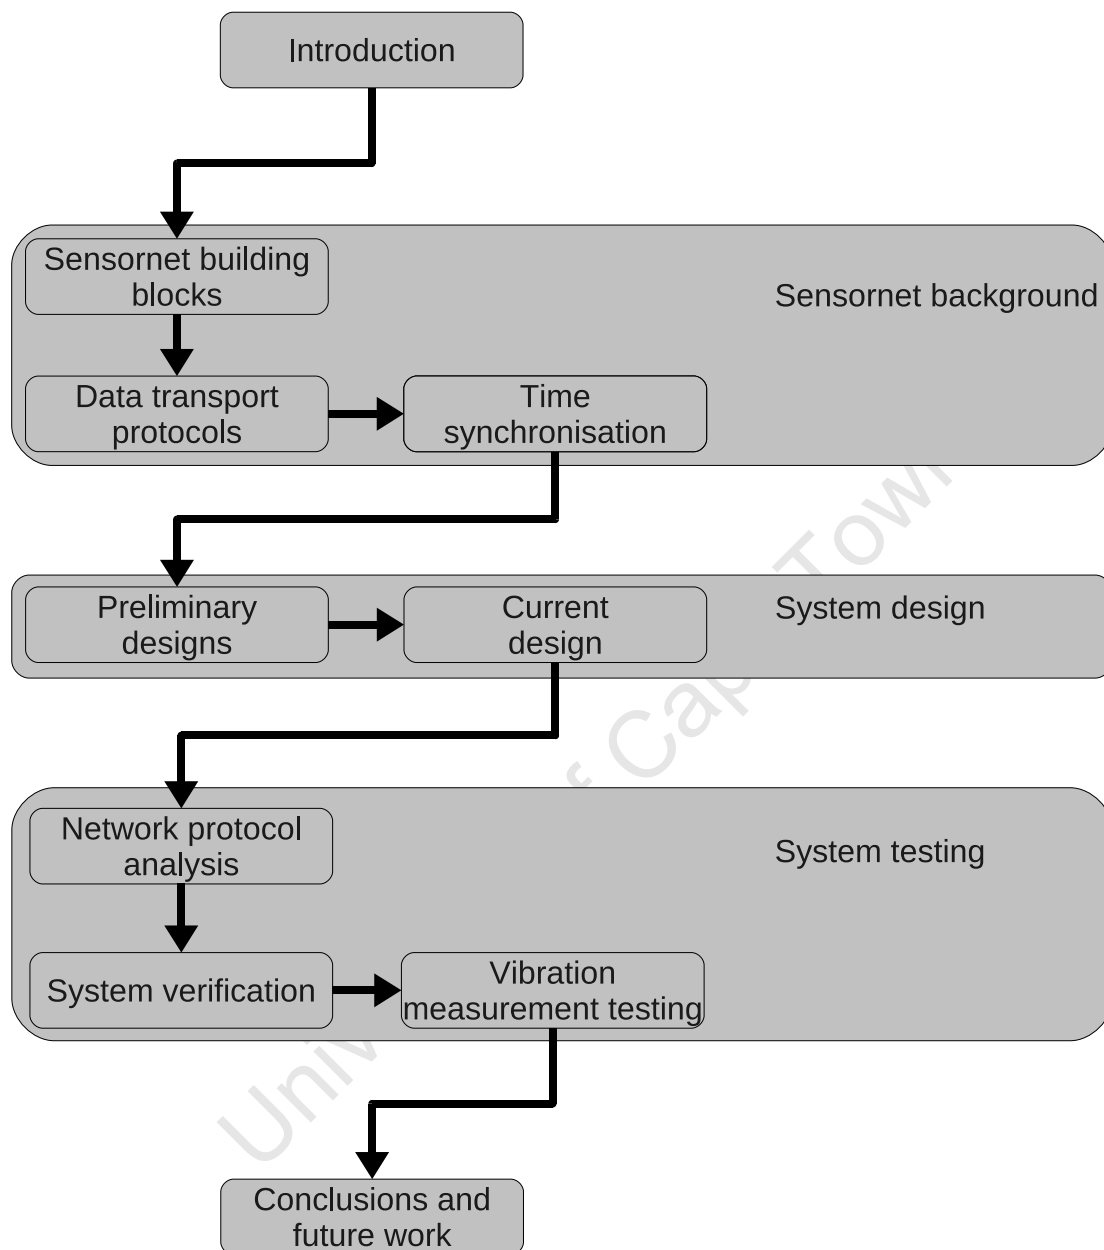 Introduction
Sensornet building
blocks
Sensornet background
Data transport
protocols
Time
synchronisation
Preliminary
designs
Current
design
System design
Network protocol
analysis
System testing
System verification
Vibration
measurement testing
Conclusions and
future work